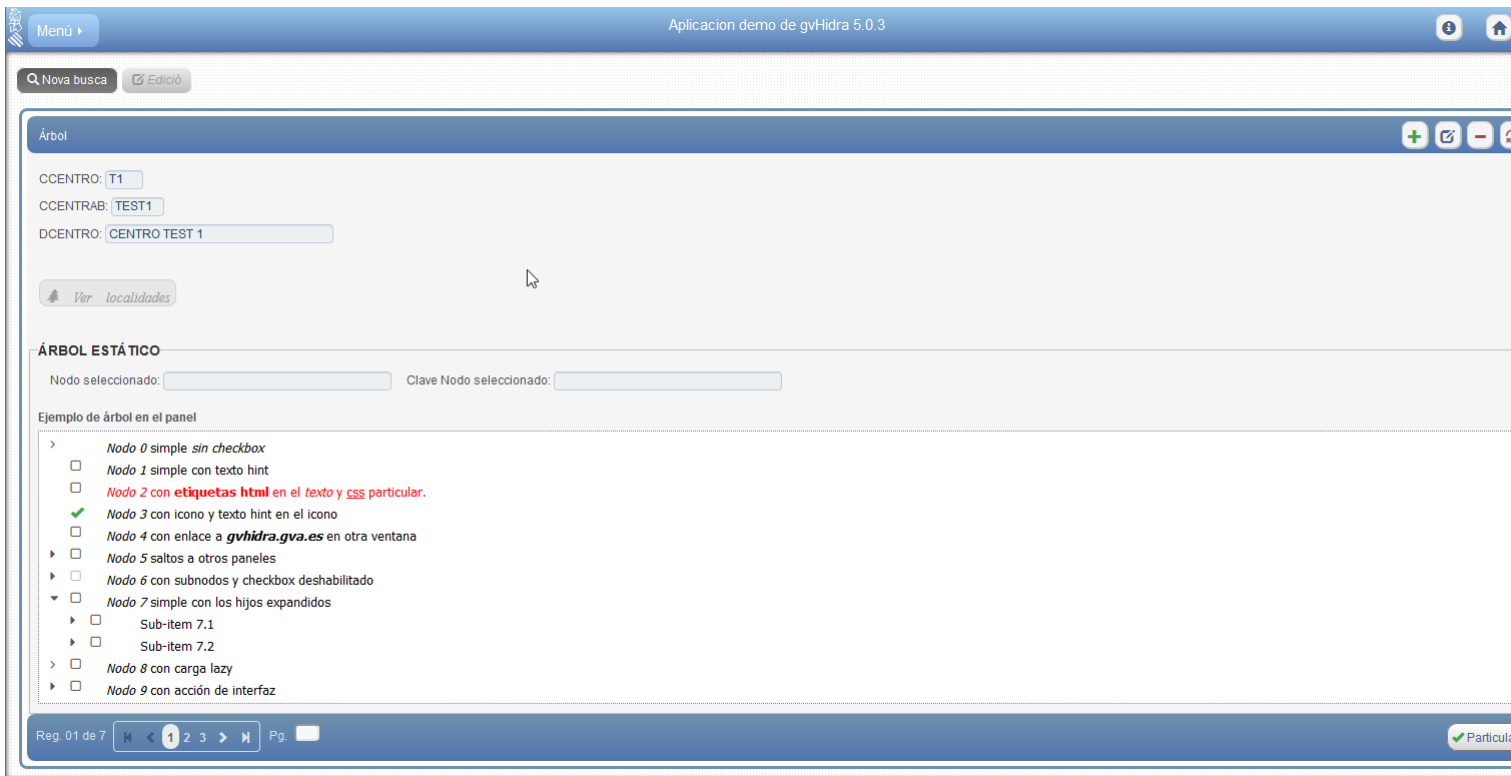 Menú
Aplicacion demo de gvHidra 5.0.3
Nova busca
Edició
Árbol
CCENTRO: T1
CCENTRAB: TEST1
DCENTRO: CENTRO TEST 1
Ver localidades
ÁRBOL ESTÁTICO
Nodo seleccionado: Clave Nodo seleccionado:
Ejemplo de árbol en el panel
Nodo 0 simple sin checkbox
Nodo 1 simple con texto hint
Nodo 2 con etiquetas html en el texto y css particular.
Nodo 3 con icono y texto hint en el icono
Nodo 4 con enlace a gvhidra.gva.es en otra ventana
Nodo 5 saltos a otros paneles
Nodo 6 con subnodos y checkbox deshabilitado
Nodo 7 simple con los hijos expandidos
Sub-item 7.1
Sub-item 7.2
Nodo 8 con carga lazy
Nodo 9 con acción de interfaz
Reg. 01 de 7 1 2 3 Pg.
Particula